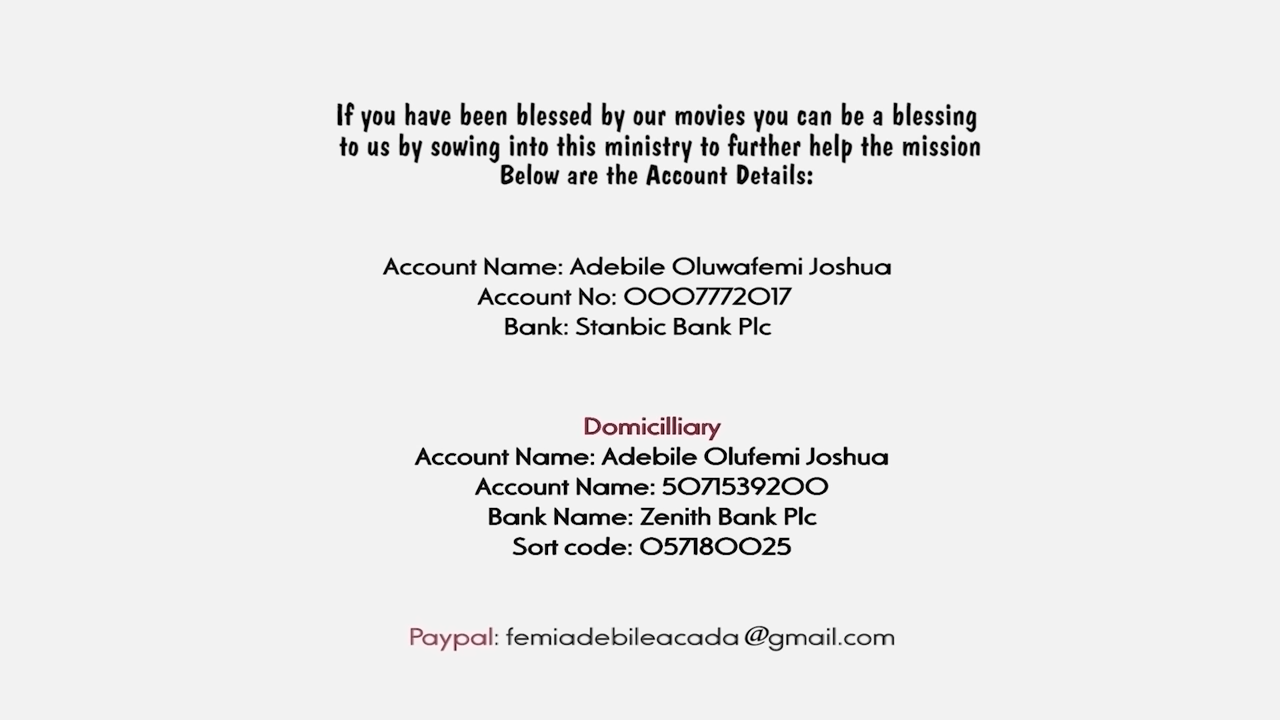 If you have been blessed by our movies you can be a blessing
to us by sowing into this ministry to further help the mission
Below are the Account Details:
Account Name: Adebile Oluwafemi Joshua
Account No: 0007772017
Bank: Stanbic Bank Plc
Domicilliary
Account Name: Adebile Olufemi Joshua
Account Name: 5071539200
Bank Name: Zenith Bank Plc
Sort code: 057180025
Paypal: femiadebileacada@gmail.com